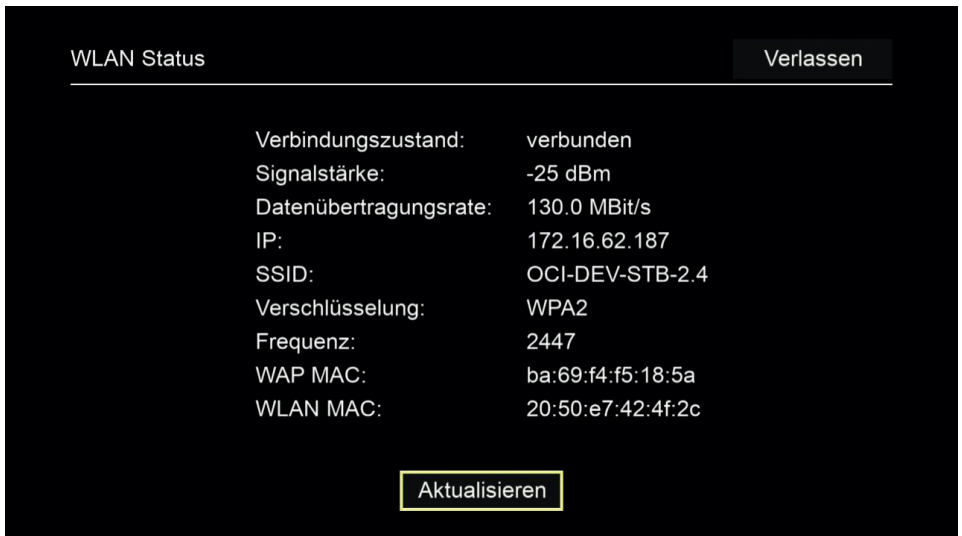 WLAN Status Verlassen
Verbindungszustand: verbunden
Signalstärke: -25 dBm
Datenübertragungsrate: 130.0 MBit/s
IP: 172.16.62.187
SSID: OCI-DEV-STB-2.4
Verschlüsselung: WPA2
Frequenz: 2447
WAP MAC: ba:69:f4:f5:18:5a
WLAN MAC: 20:50:e7:42:4f:2c
Aktualisieren